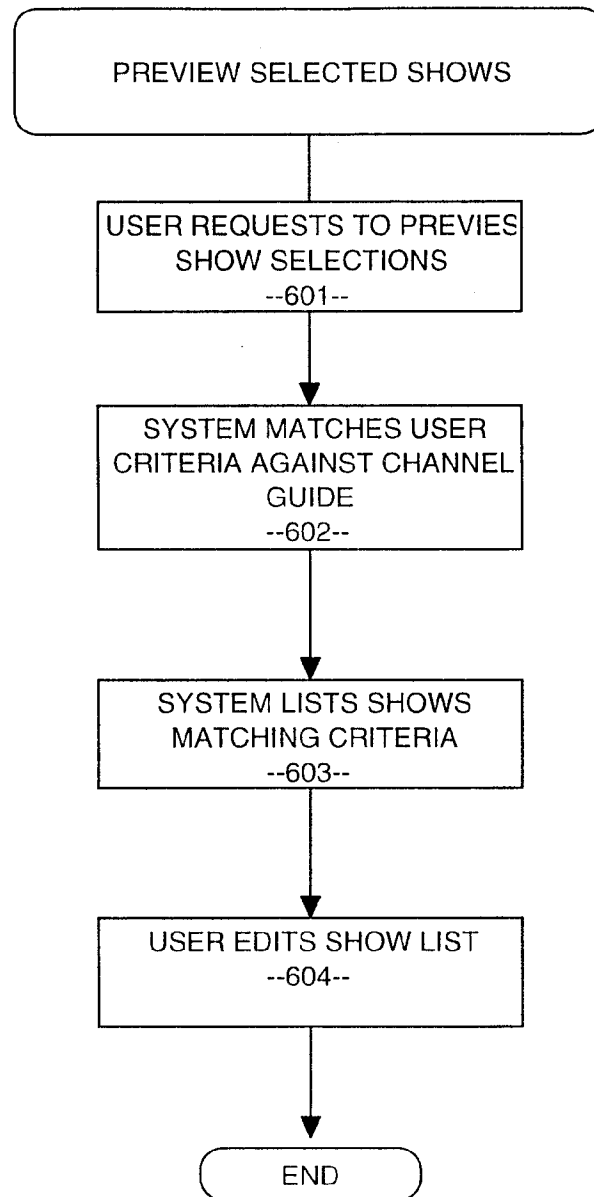 PREVIEW SELECTED SHOWS
USER REQUESTS TO PREVIES
SHOW SELECTIONS
--601--
SYSTEM MATCHES USER
CRITERIA AGAINST CHANNEL
GUIDE
--602--
SYSTEM LISTS SHOWS
MATCHING CRITERIA
--603--
USER EDITS SHOW LIST
--604--
END